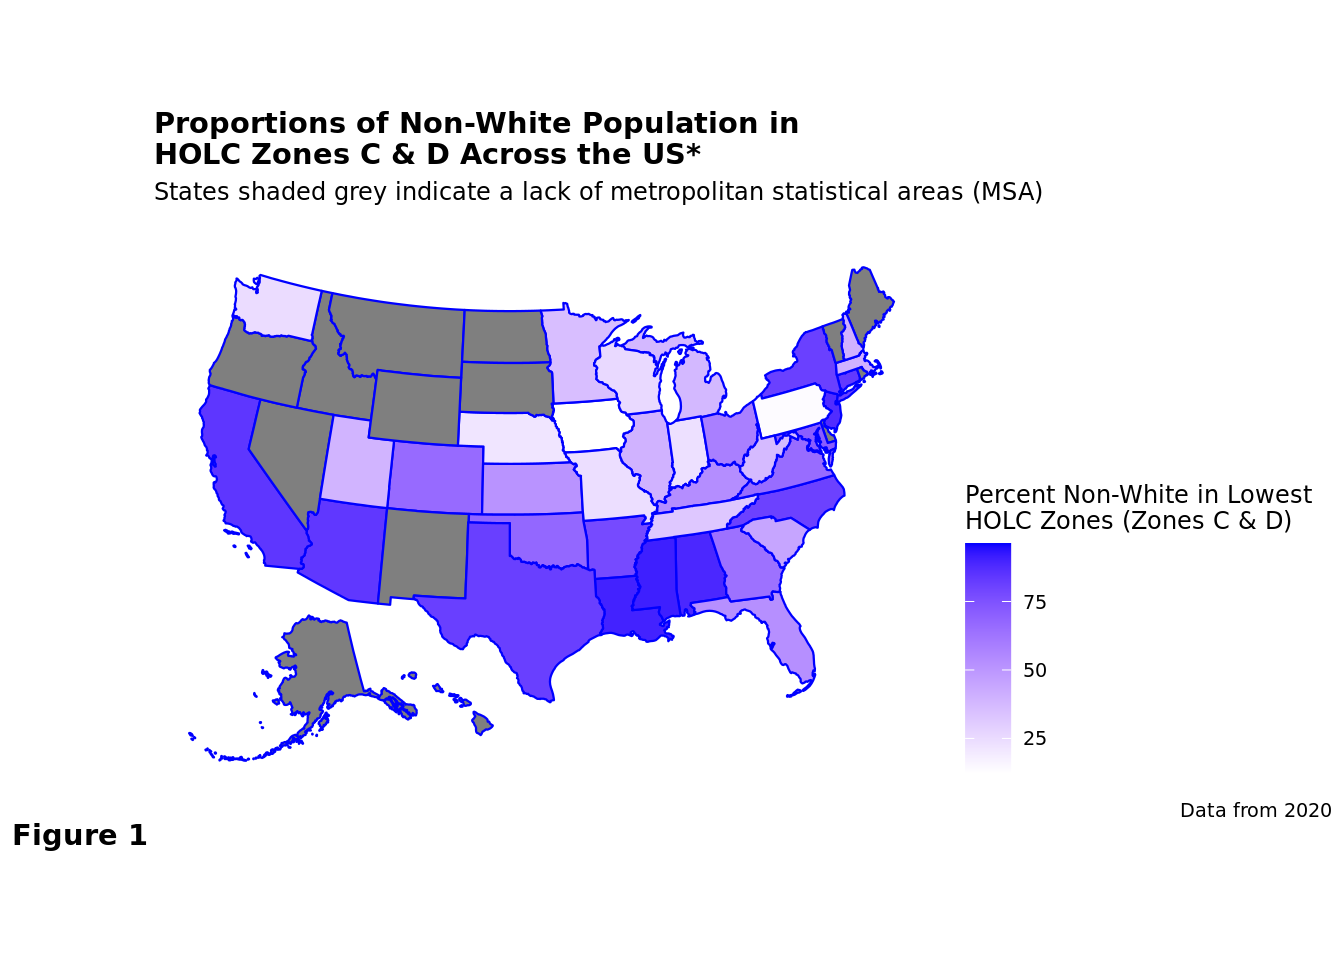 Proportions of Non-White Population in
HOLC Zones C & D Across the US*
States shaded grey indicate a lack of metropolitan statistical areas (MSA)
Percent Non-White in Lowest
HOLC Zones (Zones C & D)
75
50
25
Data from 2020
Figure 1